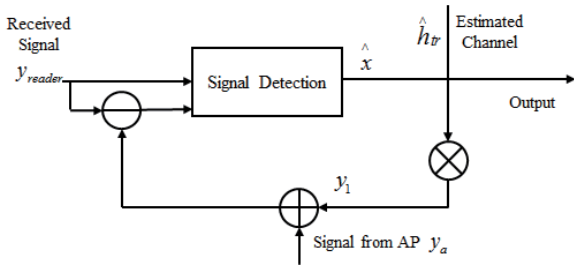 Received
Signal
y_reader
Signal Detection
x̂
ĥ_tr
Estimated
Channel
Output
y_1
Signal from AP y_a